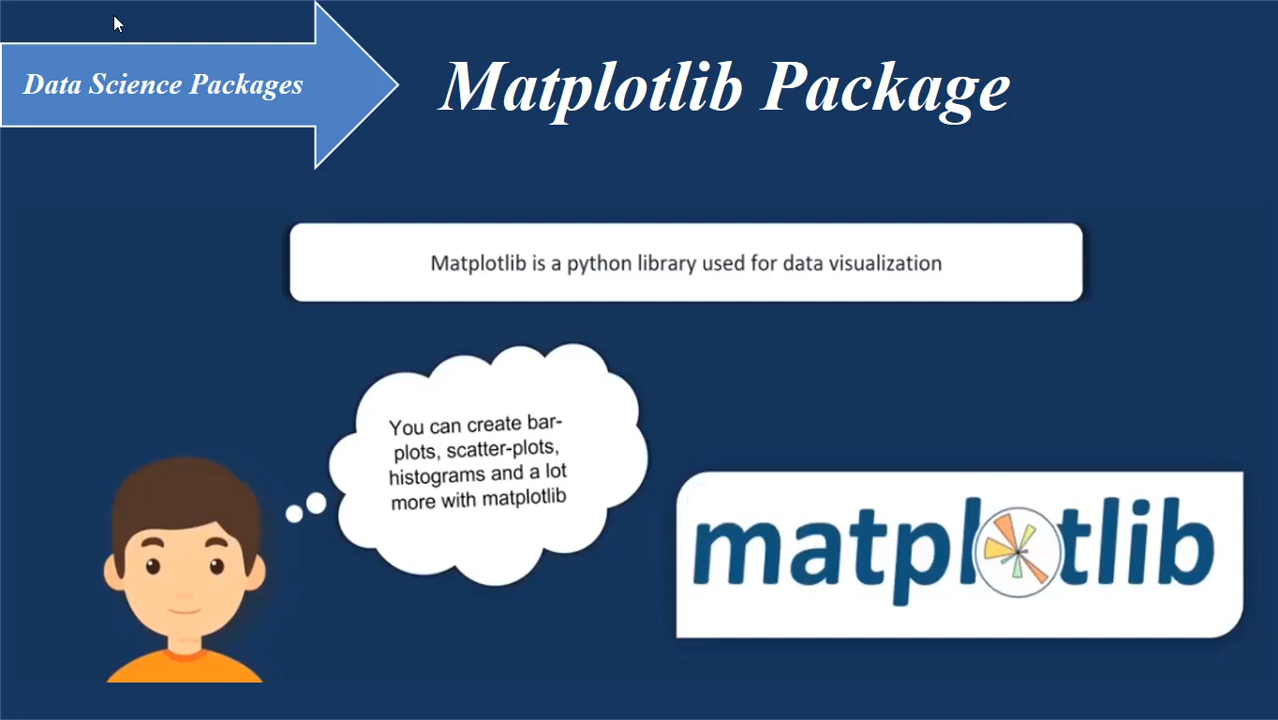 Data Science Packages
Matplotlib Package
Matplotlib is a python library used for data visualization
You can create bar-
plots, scatter-plots,
histograms and a lot
more with matplotlib
matplotlib